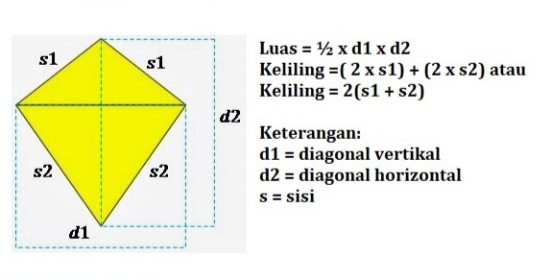 s1
s1
d2
s2
s2
d1
Luas = ½ x d1 x d2
Keliling =( 2 x s1) + (2 x s2) atau
Keliling = 2(s1 + s2)
Keterangan:
d1 = diagonal vertikal
d2 = diagonal horizontal
s = sisi